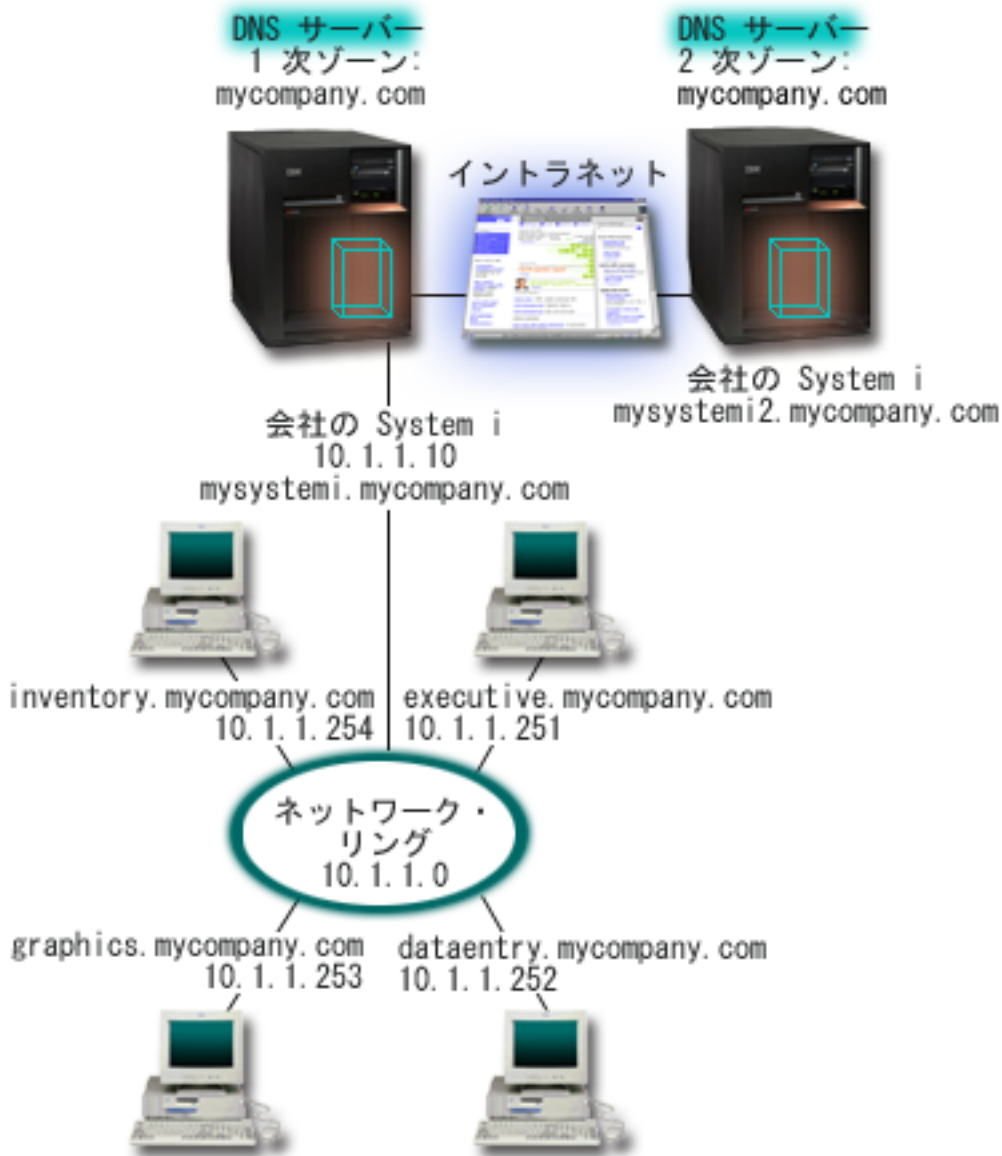 DNS サーバー
1 次ゾーン:
mycompany.com
DNS サーバー
2 次ゾーン:
mycompany.com
イントラネット
会社の System i
mysystemi2.mycompany.com
会社の System i
10.1.1.10
mysystemi.mycompany.com
inventory.mycompany.com
10.1.1.254
executive.mycompany.com
10.1.1.251
ネットワーク・
リング
10.1.1.0
graphics.mycompany.com
10.1.1.253
dataentry.mycompany.com
10.1.1.252